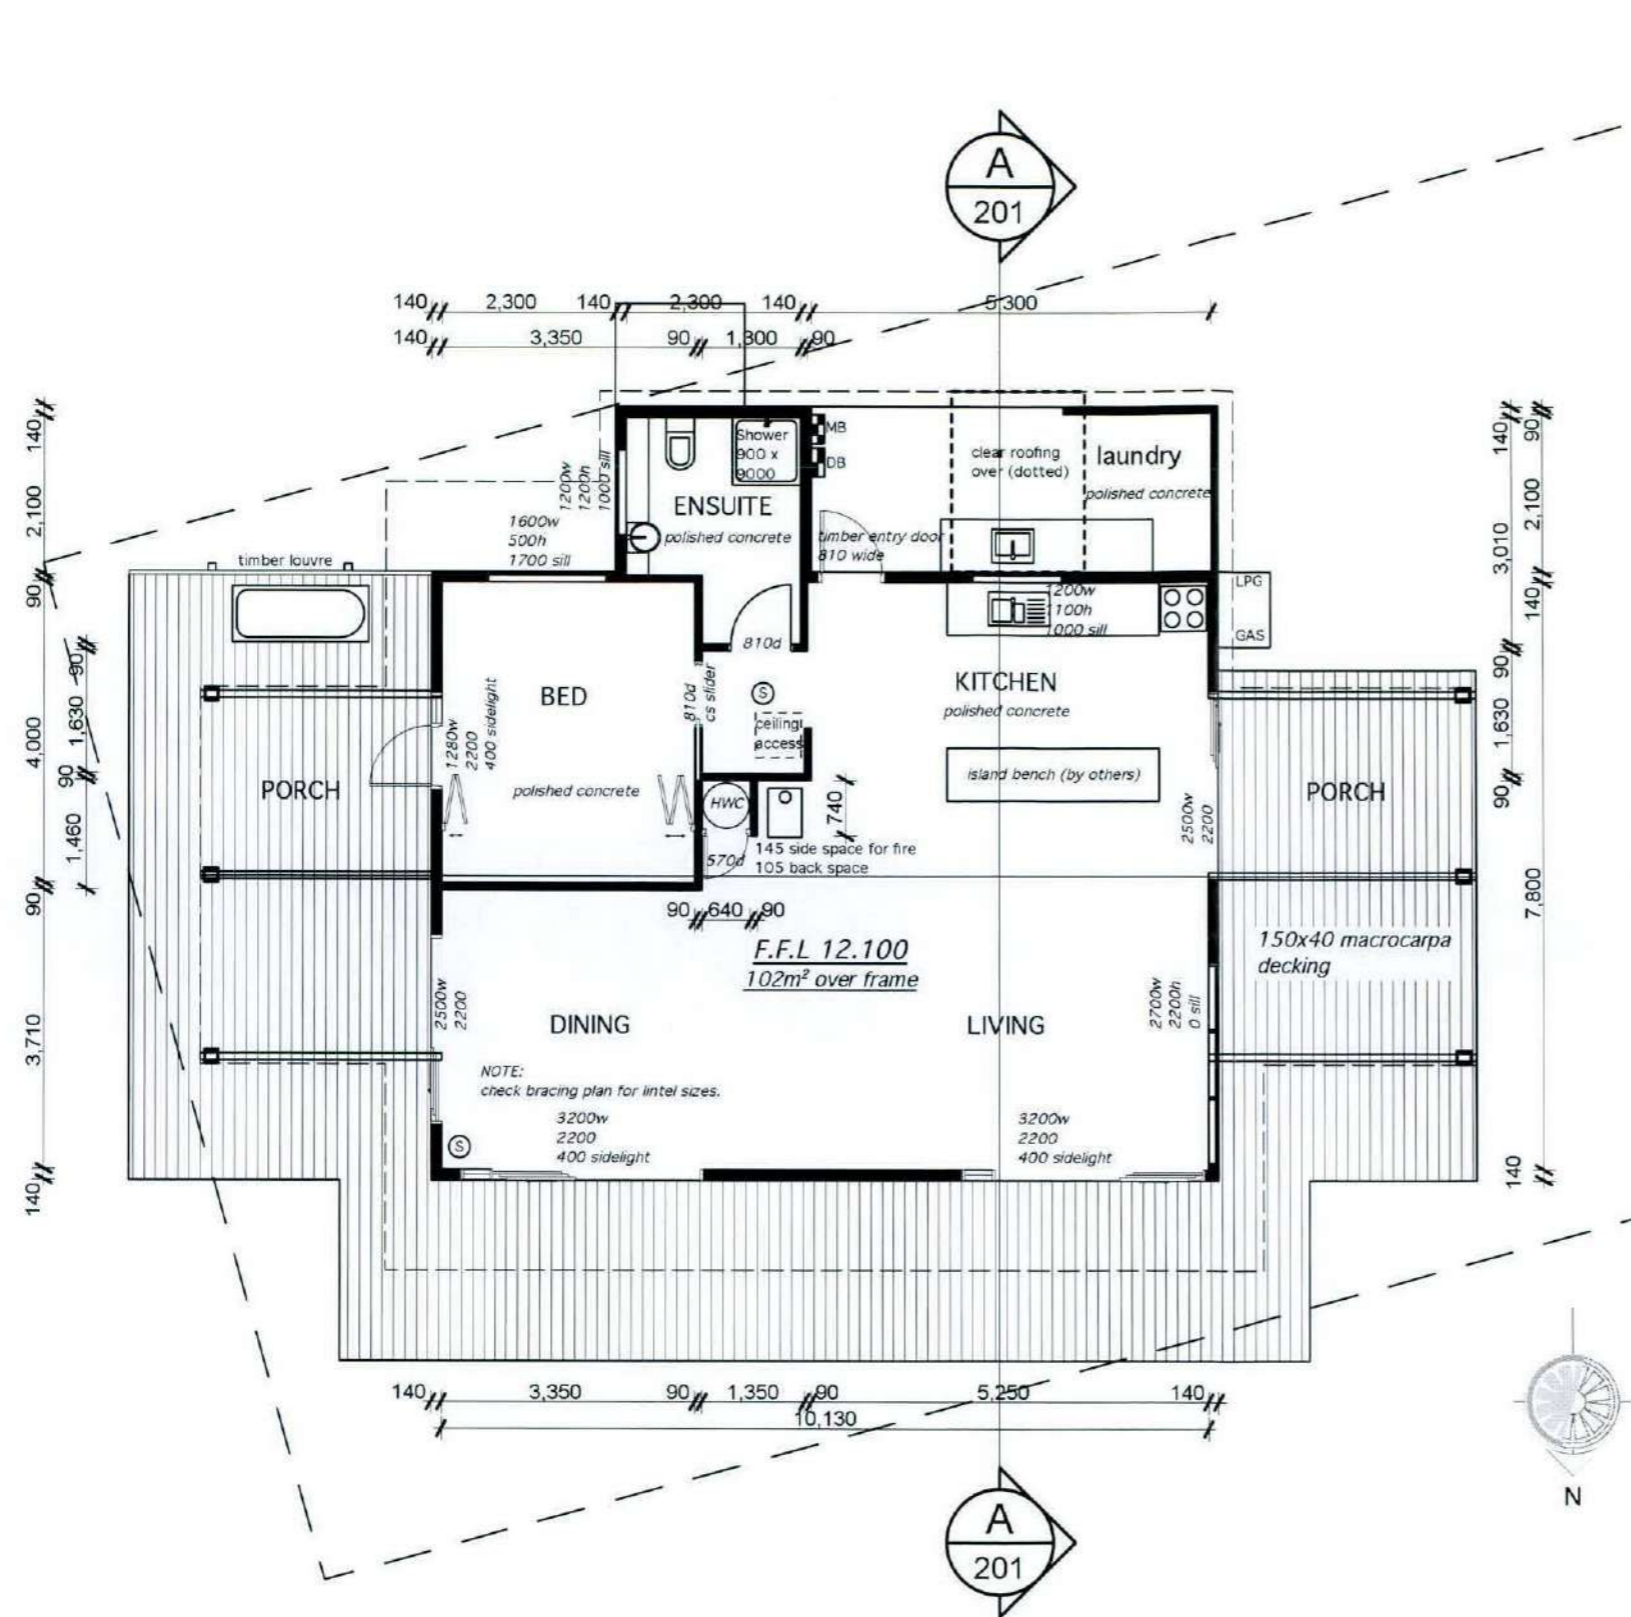 A
201
140 2,300 140 2,300 140 5,300
140 3,350 90 1,300 90
140
2,100
90
4,000
90
3,710
140
90
1,630
90
1,460
140
3,010
90
1,630
90
90
2,100
140
7,800
140
MB
DB
Shower
900 x
9000
clear roofing
over (dotted)
laundry
polished concrete
1200w
1200h
1000 sill
ENSUITE
polished concrete
1600w
500h
1700 sill
timber entry door
810 wide
timber louvre
LPG
GAS
1200w
1100h
1000 sill
810d
BED
810d
cs slider
S
ceiling
access
KITCHEN
polished concrete
1280w
2200
400 sidelight
island bench (by others)
PORCH
polished concrete
HWC
740
PORCH
2500w
2200
570d
145 side space for fire
105 back space
90 640 90
F.F.L 12.100
102m² over frame
150x40 macrocarpa
decking
2500w
2200
DINING
LIVING
2700w
2200h
0 sill
NOTE:
check bracing plan for lintel sizes.
3200w
2200
400 sidelight
3200w
2200
400 sidelight
S
140 3,350 90 1,350 90 5,250 140
10,130
N
A
201